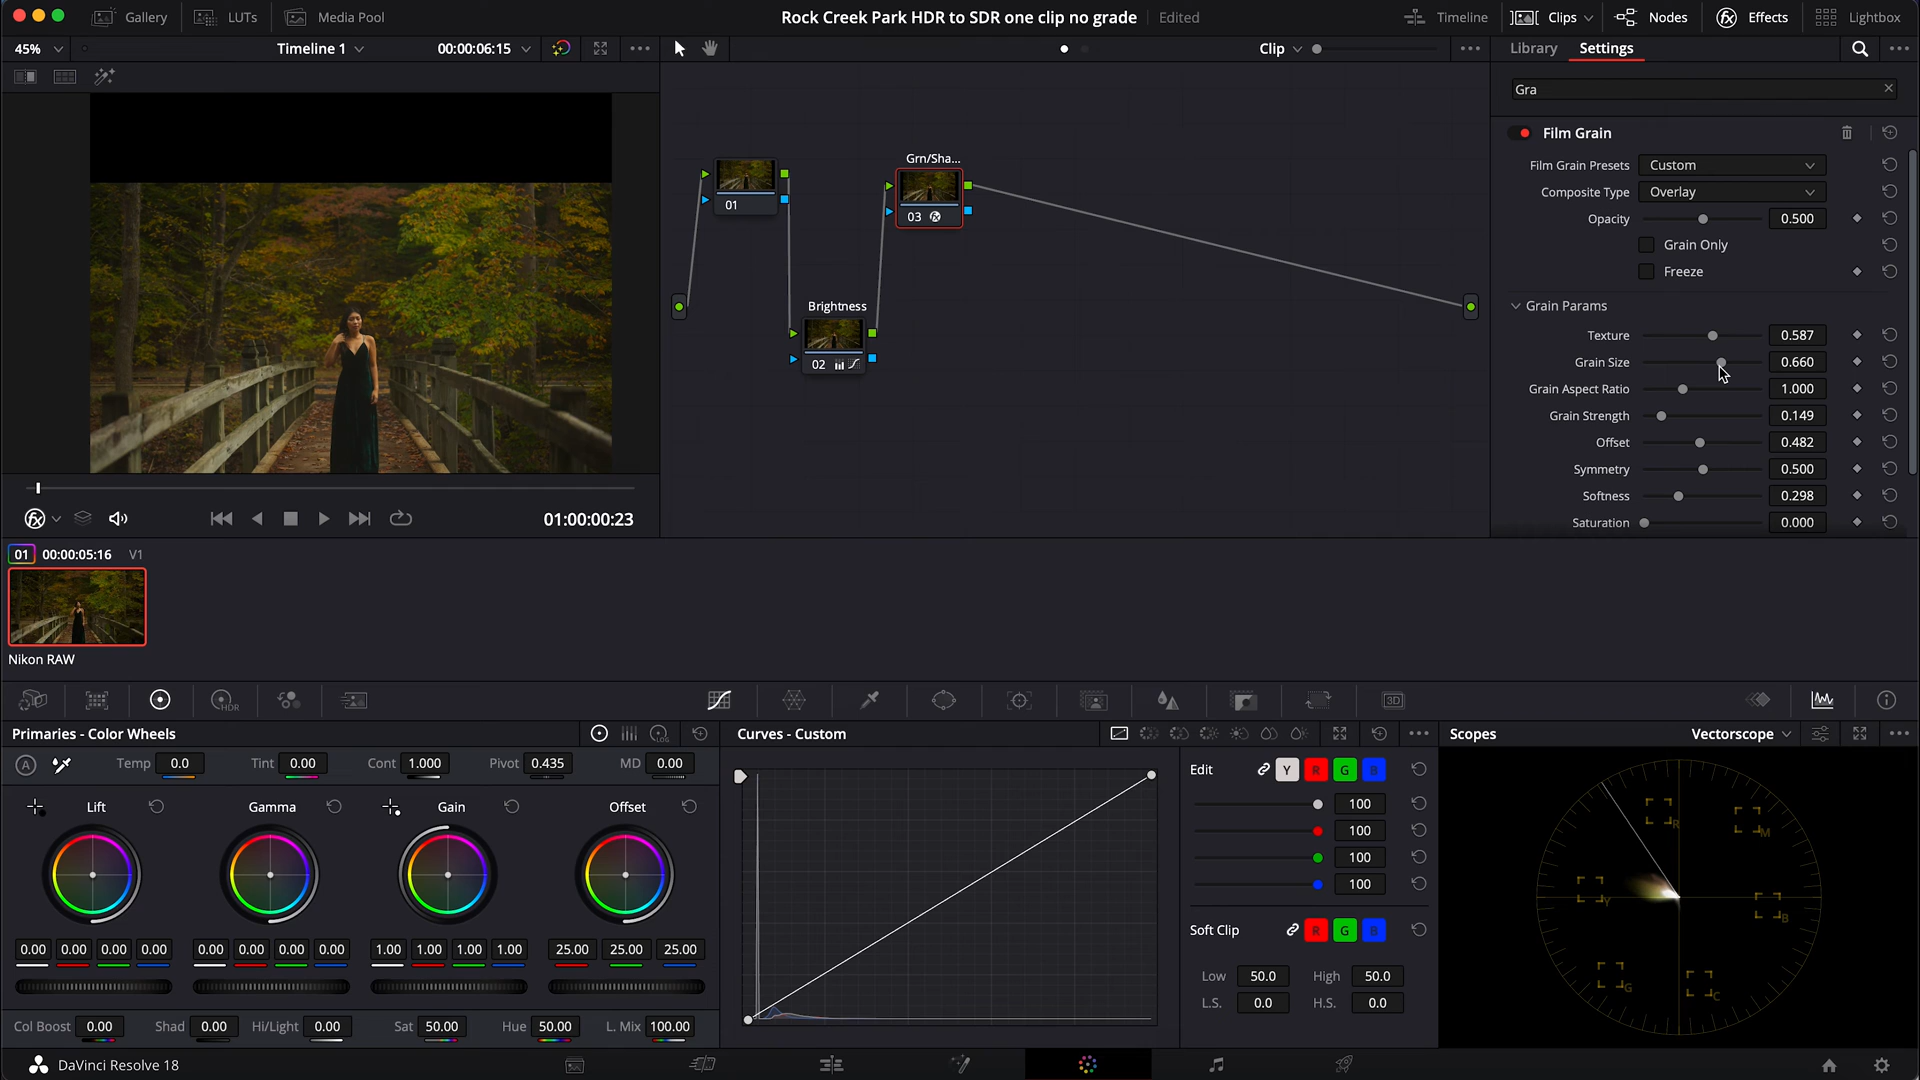 Gallery LUTs Media Pool Rock Creek Park HDR to SDR one clip no grade Edited Timeline Clips Nodes Effects Lightbox
45% Timeline 1 00:00:06:15 Clip Library Settings
Gra
Film Grain
Film Grain Presets Custom
Composite Type Overlay
Opacity 0.500
Grain Only
Freeze
Grain Params
Texture 0.587
Grain Size 0.660
Grain Aspect Ratio 1.000
Grain Strength 0.149
Offset 0.482
Symmetry 0.500
Softness 0.298
Saturation 0.000
01
Grn/Sha...
03
Brightness
02
01:00:00:23
01 00:00:05:16 V1
Nikon RAW
HDR
3D
Primaries - Color Wheels
LOG
A Temp 0.0 Tint 0.00 Cont 1.000 Pivot 0.435 MD 0.00
Lift Gamma Gain Offset
0.00 0.00 0.00 0.00 0.00 0.00 0.00 0.00 1.00 1.00 1.00 1.00 25.00 25.00 25.00
Col Boost 0.00 Shad 0.00 Hi/Light 0.00 Sat 50.00 Hue 50.00 L. Mix 100.00
Curves - Custom
Edit Y R G B
100
100
100
100
Soft Clip R G B
Low 50.0 High 50.0
L.S. 0.0 H.S. 0.0
Scopes Vectorscope
R
M
Y
B
G
C
DaVinci Resolve 18